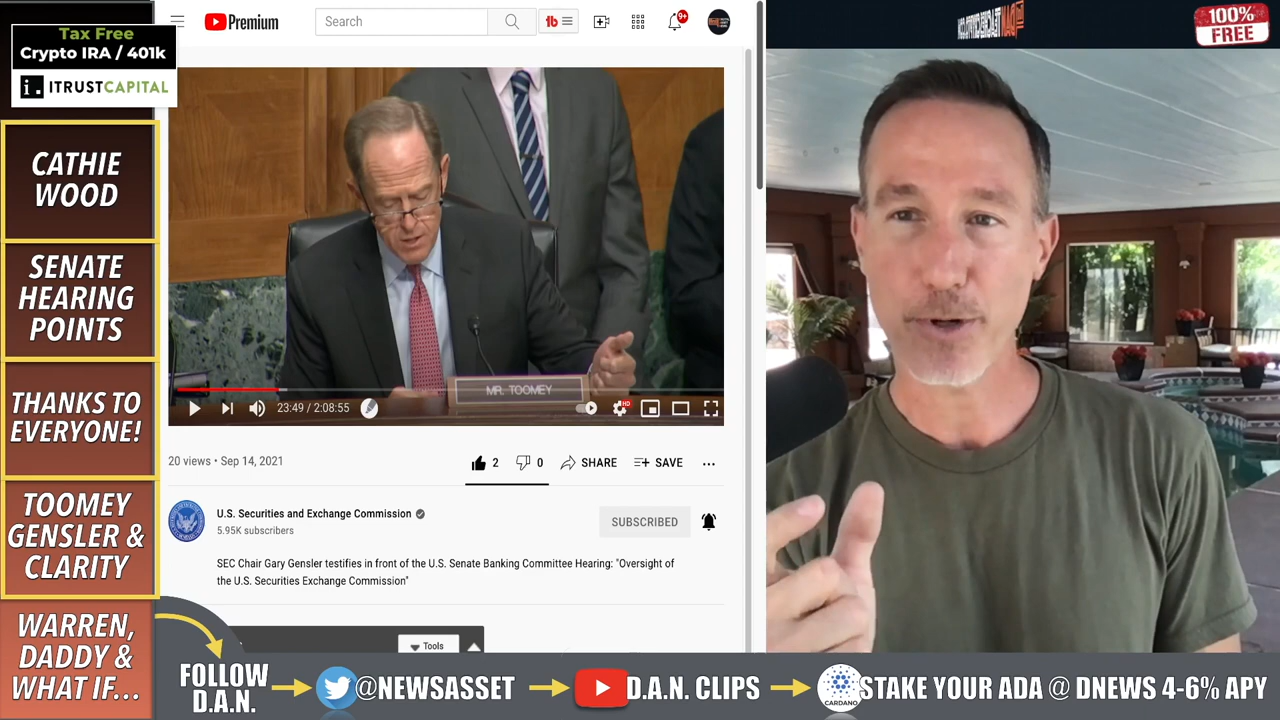 Tax Free
Crypto IRA / 401k
i. ITRUSTCAPITAL
CATHIE
WOOD
SENATE
HEARING
POINTS
THANKS TO
EVERYONE!
TOOMEY
GENSLER &
CLARITY
WARREN,
DADDY &
WHAT IF...
Premium
Search
tb
9+
MR. TOOMEY
23:49 / 2:08:55
HD
20 views • Sep 14, 2021
2
0
SHARE
SAVE
U.S. Securities and Exchange Commission
5.95K subscribers
SUBSCRIBED
SEC Chair Gary Gensler testifies in front of the U.S. Senate Banking Committee Hearing: "Oversight of
the U.S. Securities Exchange Commission"
Tools
100%
FREE
FOLLOW
D.A.N.
@NEWSASSET
D.A.N. CLIPS
CARDANO
STAKE YOUR ADA @ DNEWS 4-6% APY